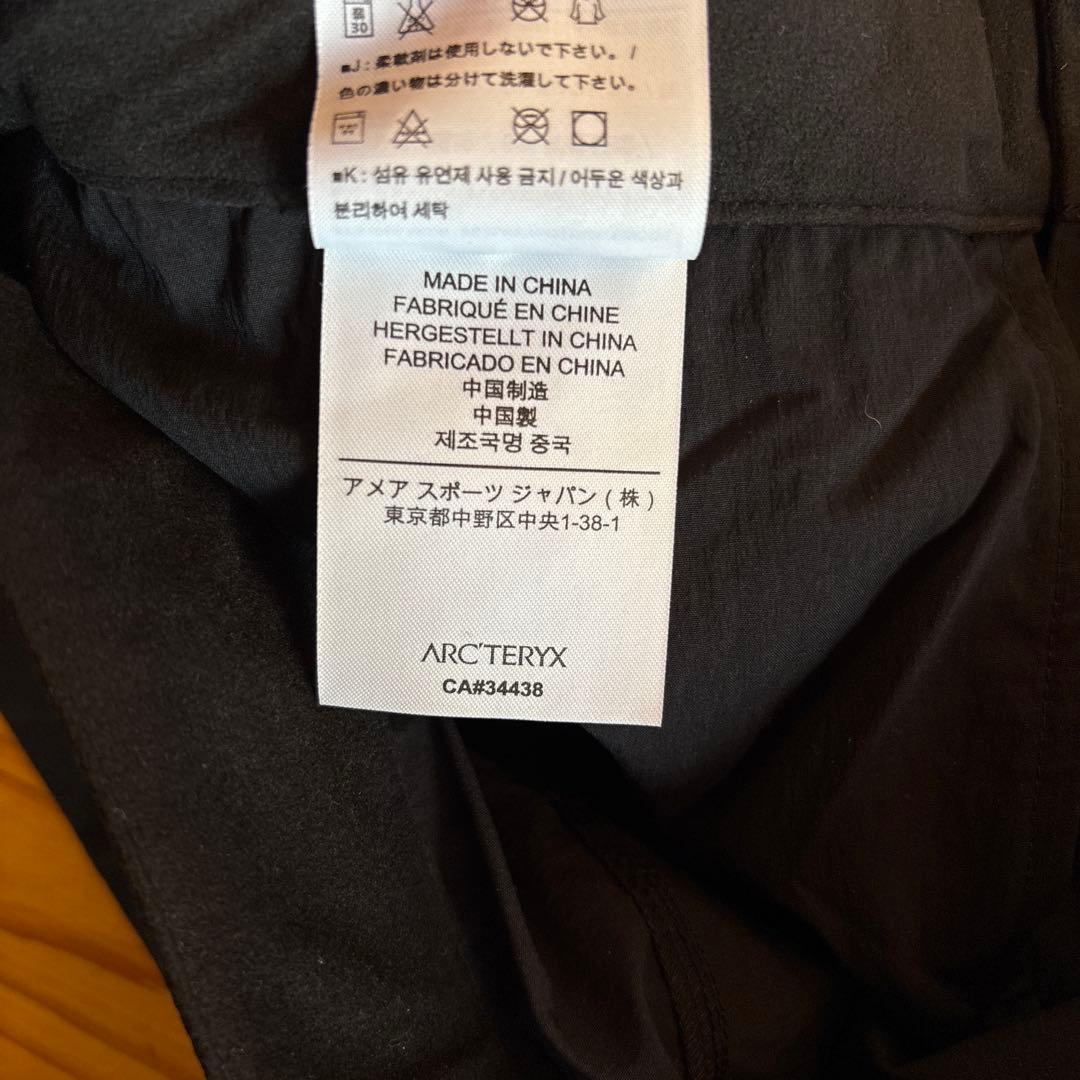 30
■J : 柔軟剤は使用しないで下さい。/
色の濃い物は分けて洗濯して下さい。
■K : 섬유 유연제 사용 금지 / 어두운 색상과
분리하여 세탁
MADE IN CHINA
FABRIQUÉ EN CHINE
HERGESTELLT IN CHINA
FABRICADO EN CHINA
中国制造
中国製
제조국명 중국
アメア スポーツ ジャパン ( 株 )
東京都中野区中央1-38-1
ARC'TERYX
CA#34438